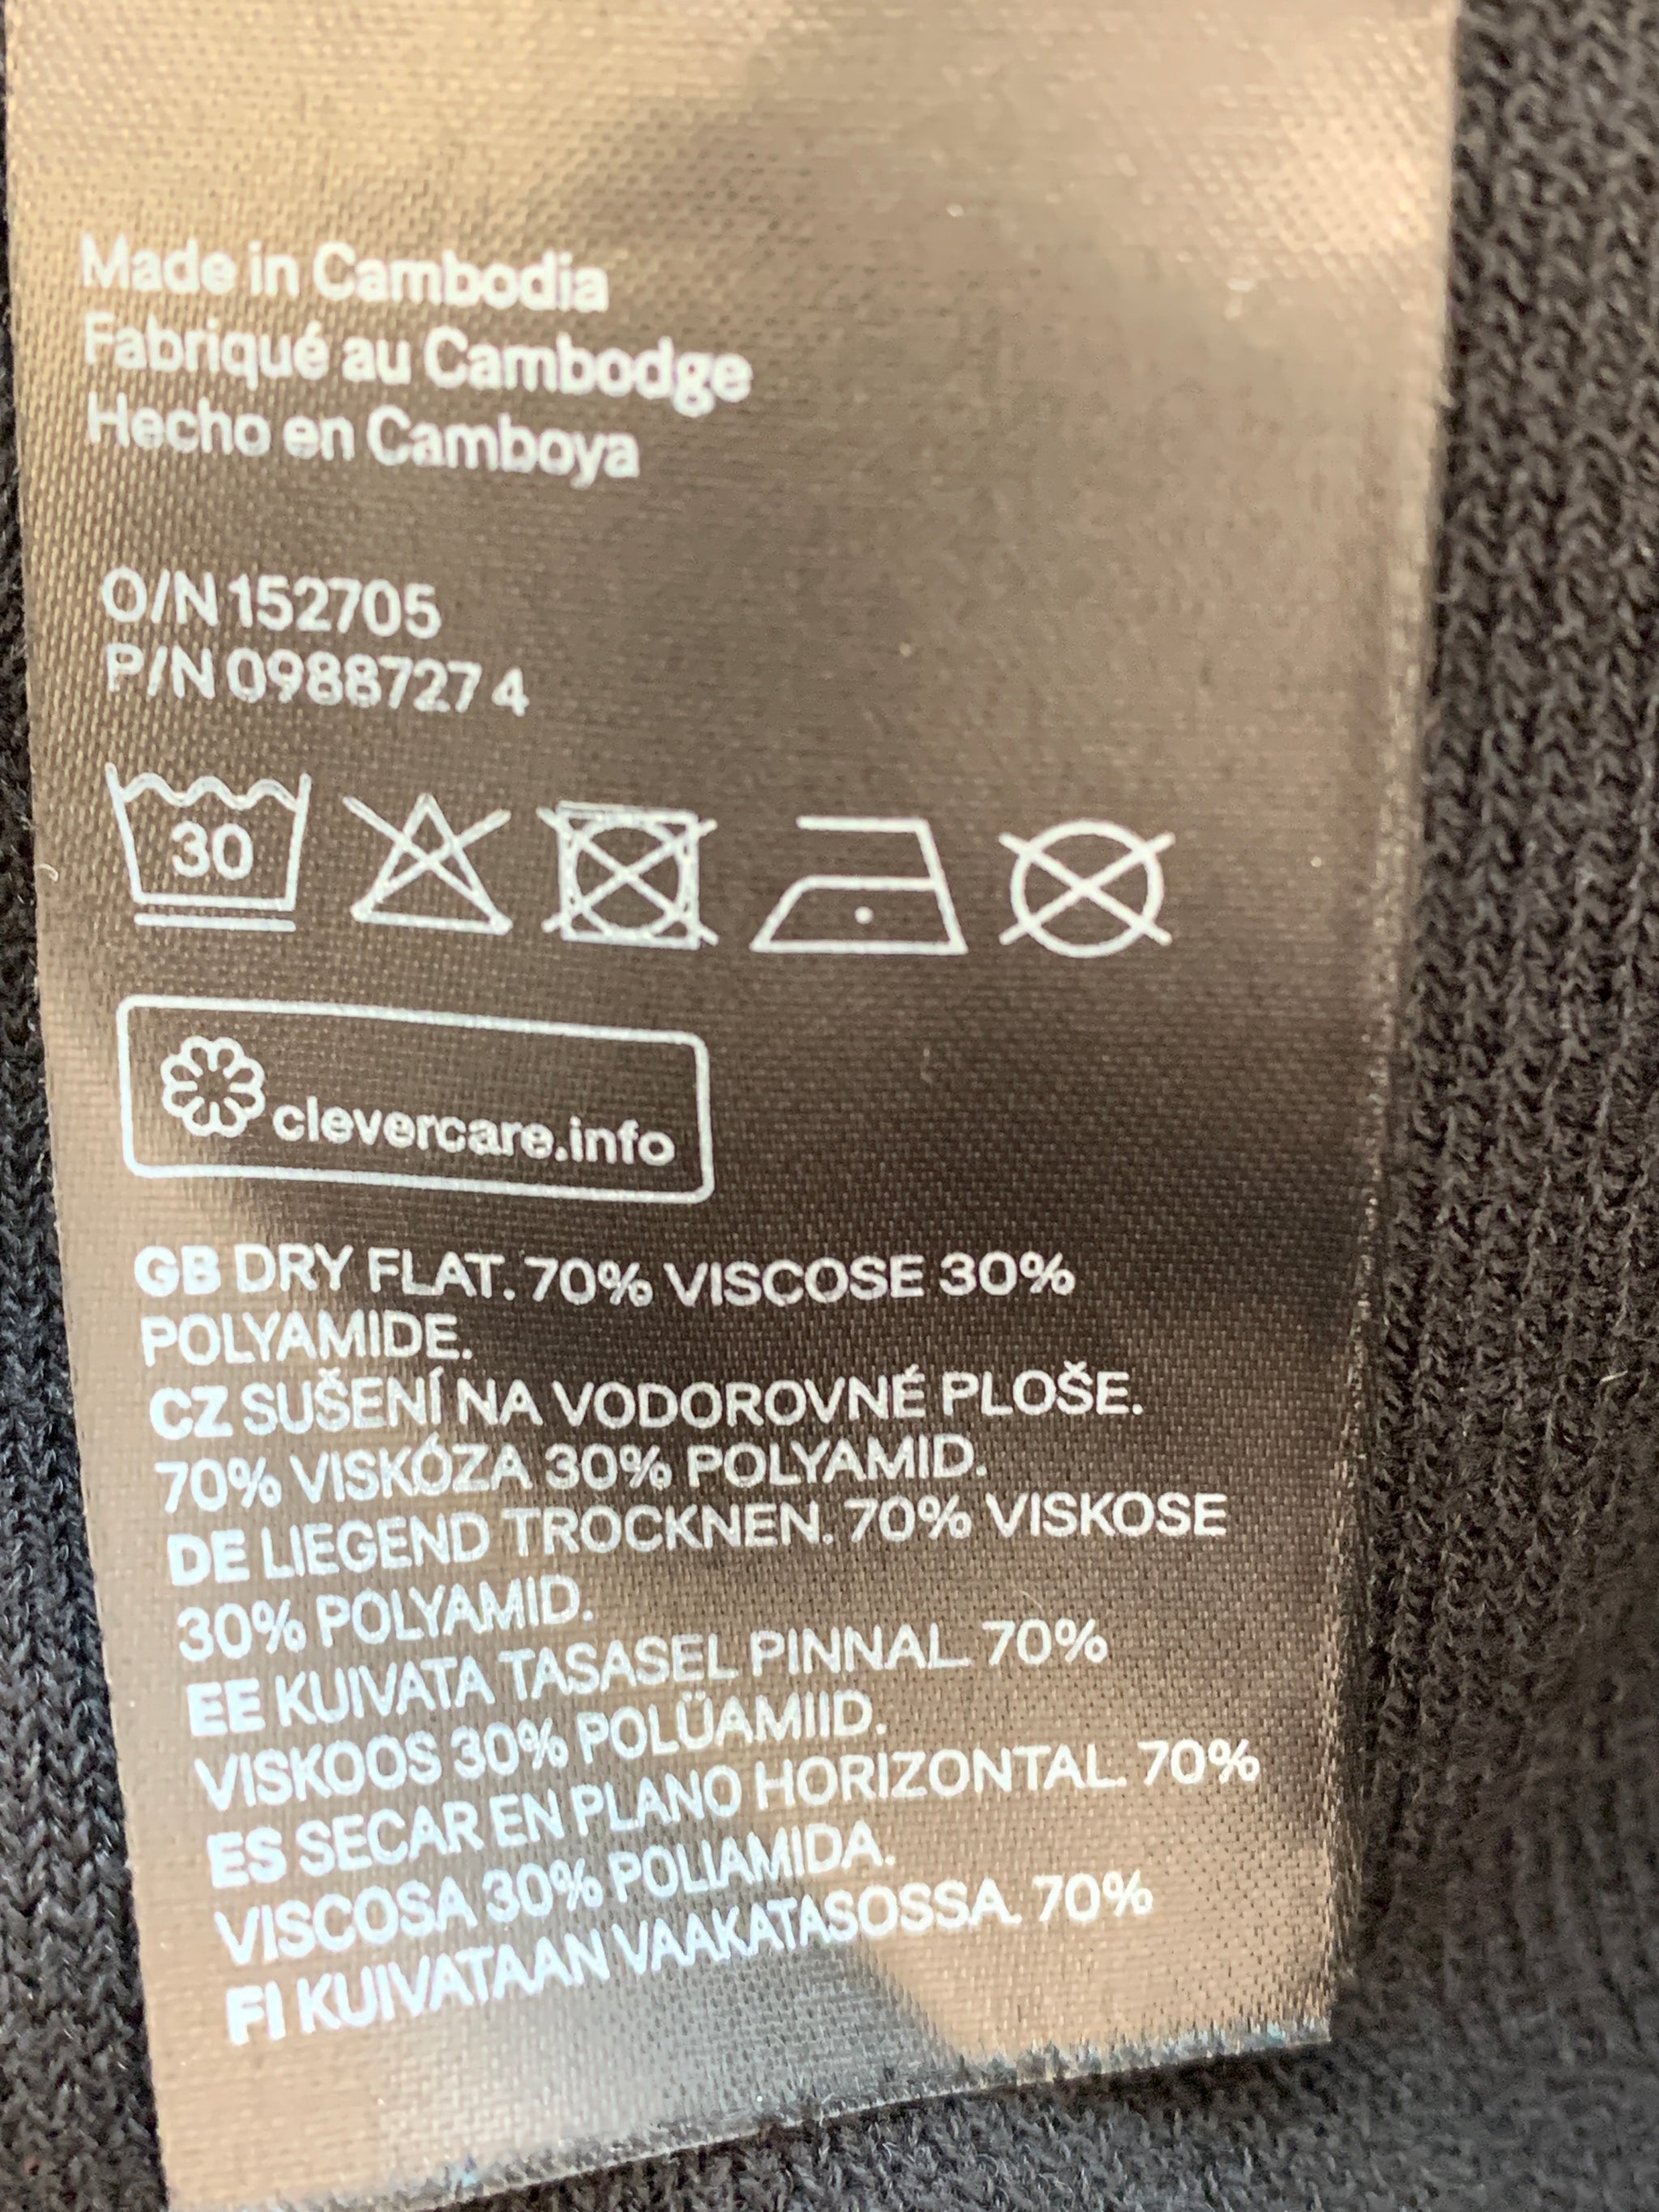 Made in Cambodia
Fabriqué au Cambodge
Hecho en Camboya
O/N 152705
P/N 0988727 4
30
clevercare.info
GB DRY FLAT. 70% VISCOSE 30%
POLYAMIDE.
CZ SUŠENÍ NA VODOROVNÉ PLOŠE.
70% VISKÓZA 30% POLYAMID.
DE LIEGEND TROCKNEN. 70% VISKOSE
30% POLYAMID.
EE KUIVATA TASASEL PINNAL. 70%
VISKOOS 30% POLÜAMIID.
ES SECAR EN PLANO HORIZONTAL. 70%
VISCOSA 30% POLIAMIDA.
FI KUIVATAAN VAAKATASOSSA. 70%